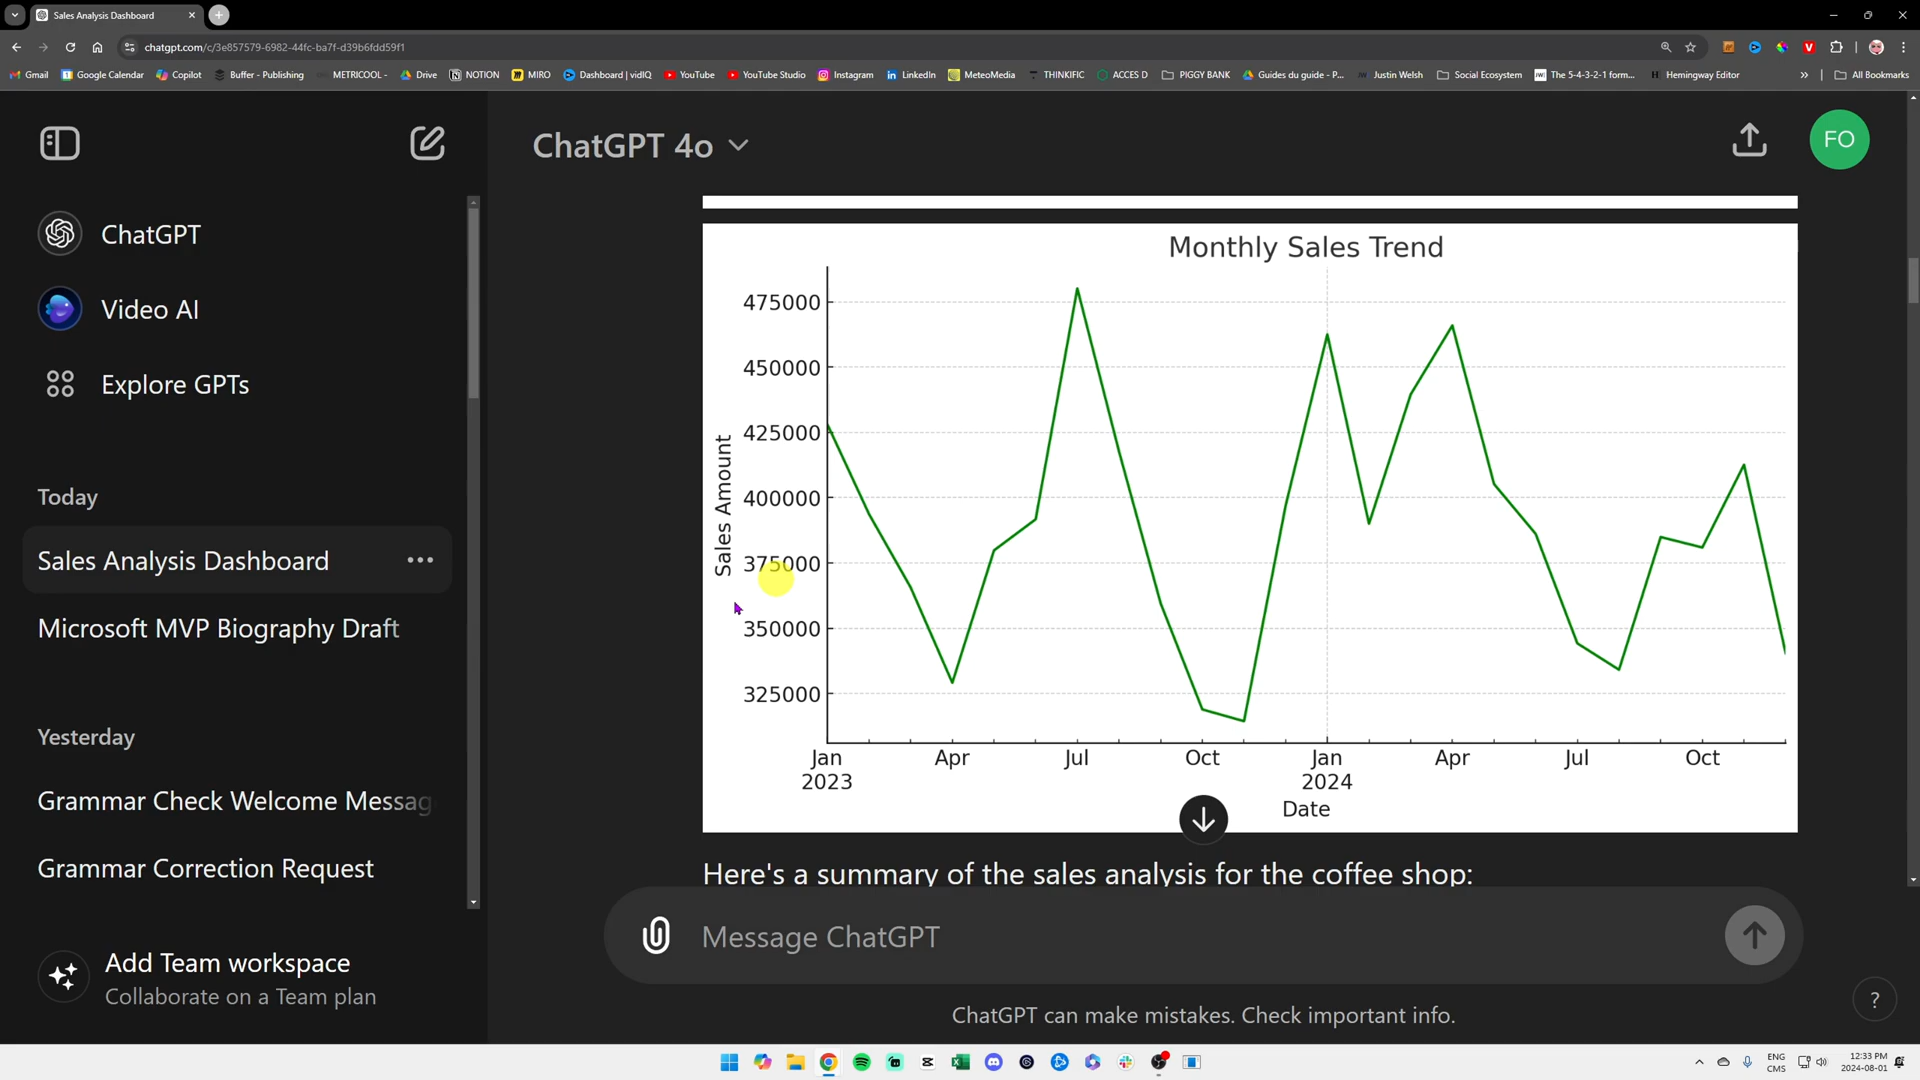 Sales Analysis Dashboard
chatgpt.com/c/3e857579-6982-44fc-ba7f-d39b6fdd59f1
Gmail Google Calendar Copilot Buffer - Publishing METRICOOL - Drive NOTION MIRO Dashboard | vidIQ YouTube YouTube Studio Instagram LinkedIn MeteoMedia THINKIFIC ACCES D PIGGY BANK Guides du guide - P... Justin Welsh Social Ecosystem The 5-4-3-2-1 form... Hemingway Editor » All Bookmarks
ChatGPT 4o
FO
ChatGPT
Video AI
Explore GPTs
Today
Sales Analysis Dashboard
Microsoft MVP Biography Draft
Yesterday
Grammar Check Welcome Messag
Grammar Correction Request
Add Team workspace
Collaborate on a Team plan
Monthly Sales Trend
Sales Amount
475000
450000
425000
400000
375000
350000
325000
Jan Apr Jul Oct Jan Apr Jul Oct
2023 2024
Date
Here's a summary of the sales analysis for the coffee shop:
Message ChatGPT
ChatGPT can make mistakes. Check important info.
?
ENG 12:33 PM
CMS 2024-08-01